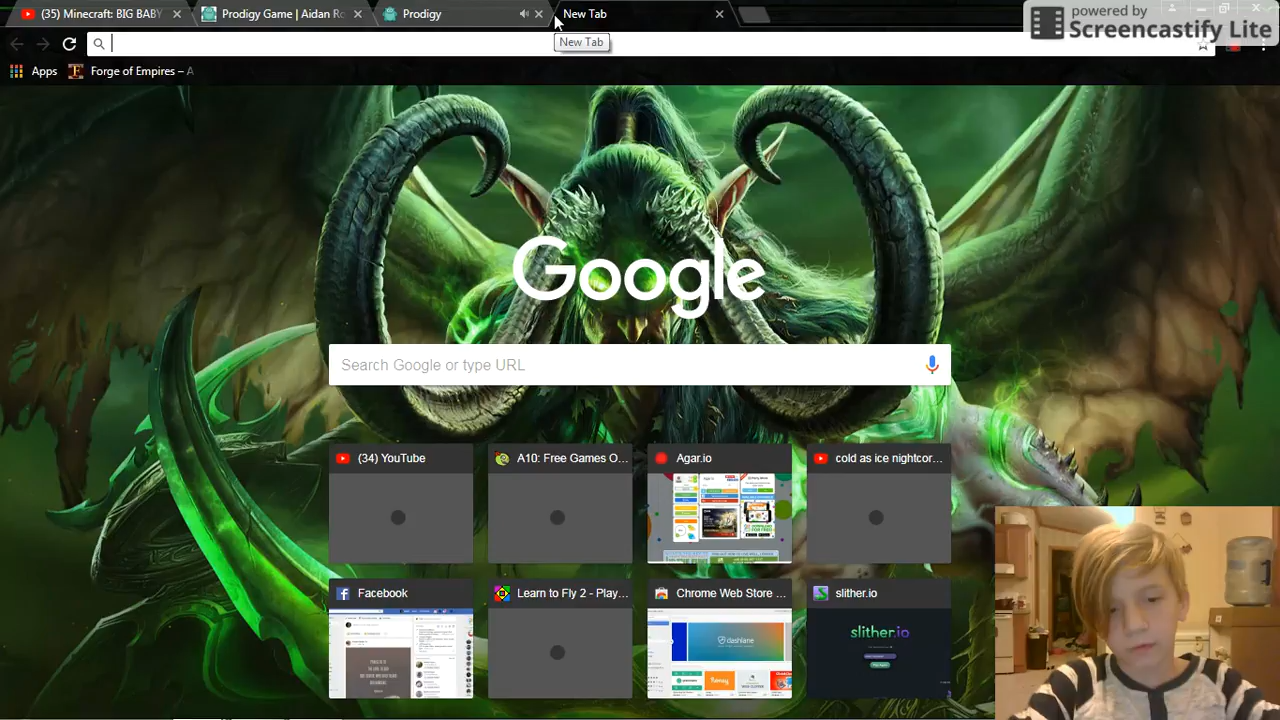 (35) Minecraft: BIG BABY
Prodigy Game | Aidan Ro
Prodigy
New Tab
powered by
Screencastify Lite
New Tab
Apps
Forge of Empires – A
Google
Search Google or type URL
(34) YouTube
A10: Free Games O...
Agar.io
cold as ice nightcor...
Facebook
Learn to Fly 2 - Play...
Chrome Web Store ...
slither.io
dashlane
slither.io